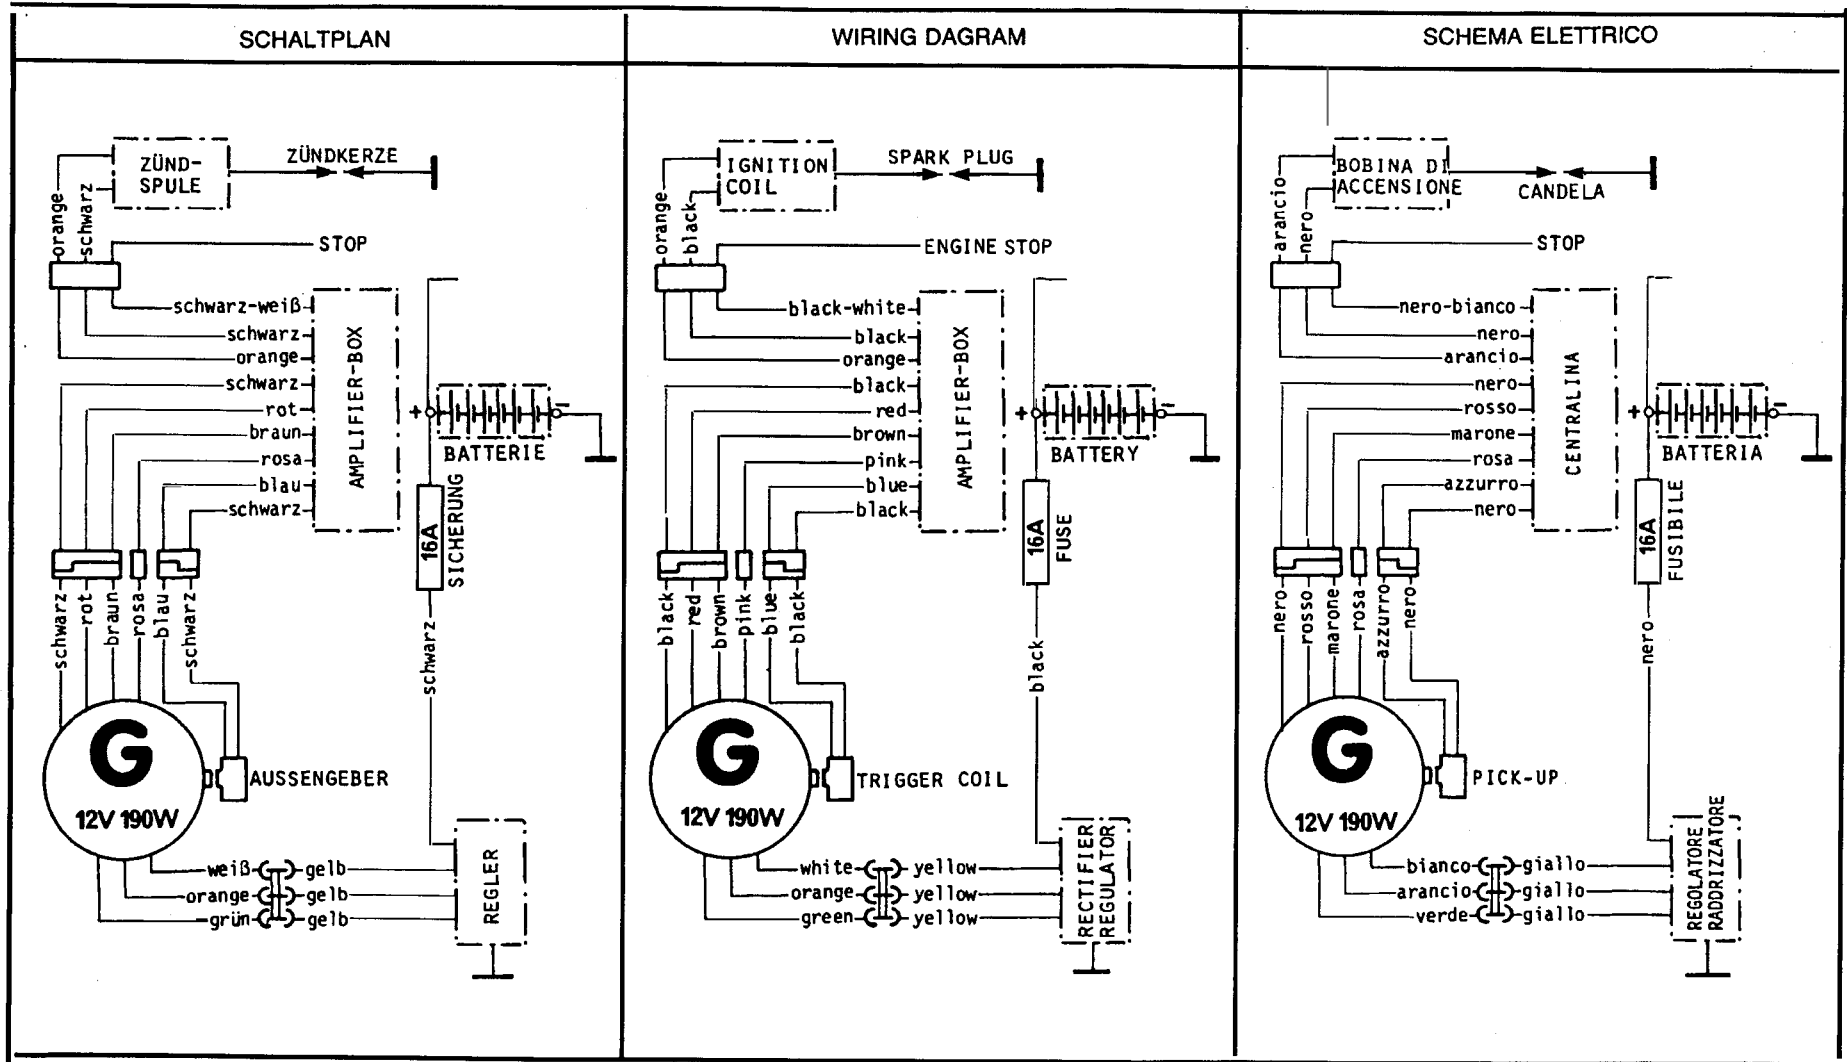 SCHALTPLAN
ZÜND-
SPULE
ZÜNDKERZE
orange
schwarz
STOP
schwarz-weiß
schwarz
orange
schwarz
rot
braun
rosa
blau
schwarz
AMPLIFIER-BOX
+
-
BATTERIE
16A
SICHERUNG
schwarz
rot
braun
rosa
blau
schwarz
schwarz
G
12V 190W
AUSSENGEBER
weiß
gelb
orange
gelb
grün
gelb
REGLER
WIRING DAGRAM
IGNITION
COIL
SPARK PLUG
orange
black
ENGINE STOP
black-white
black
orange
black
red
brown
pink
blue
black
AMPLIFIER-BOX
+
-
BATTERY
16A
FUSE
black
red
brown
pink
blue
black
black
G
12V 190W
TRIGGER COIL
white
yellow
orange
yellow
green
yellow
RECTIFIER
REGULATOR
SCHEMA ELETTRICO
BOBINA DI
ACCENSIONE
CANDELA
arancio
nero
STOP
nero-bianco
nero
arancio
nero
rosso
marone
rosa
azzurro
nero
CENTRALINA
+
-
BATTERIA
16A
FUSIBILE
nero
rosso
marone
rosa
azzurro
nero
nero
G
12V 190W
PICK-UP
bianco
giallo
arancio
giallo
verde
giallo
REGOLATORE
RADDRIZZATORE